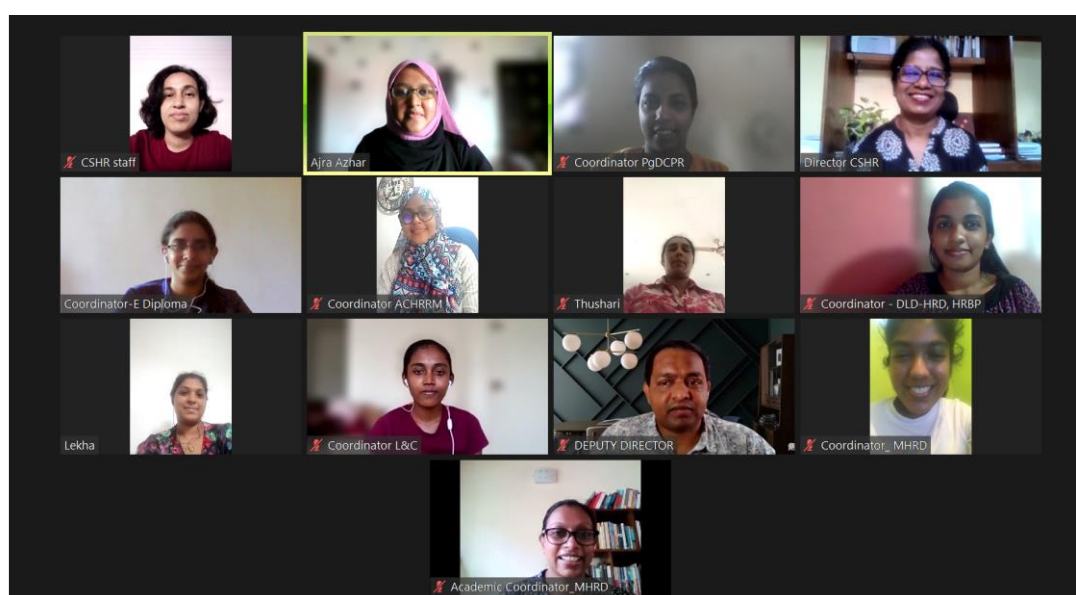 CSHR staff
Ajra Azhar
Coordinator PgDCPR
Director CSHR
Coordinator-E Diploma
Coordinator ACHRRM
Thushari
Coordinator - DLD-HRD, HRBP
Lekha
Coordinator L&C
DEPUTY DIRECTOR
Coordinator_ MHRD
Academic Coordinator_MHRD